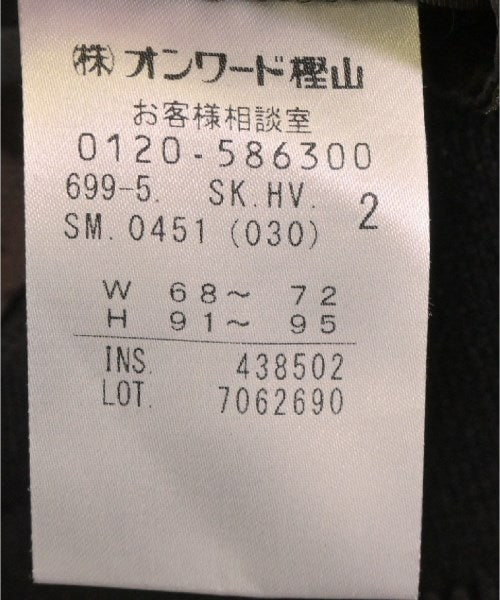 ㈱オンワード樫山
お客様相談室
0120-586300
699-5. SK.HV. 2
SM. 0451 (030)
W 68～ 72
H 91～ 95
INS. 438502
LOT. 7062690